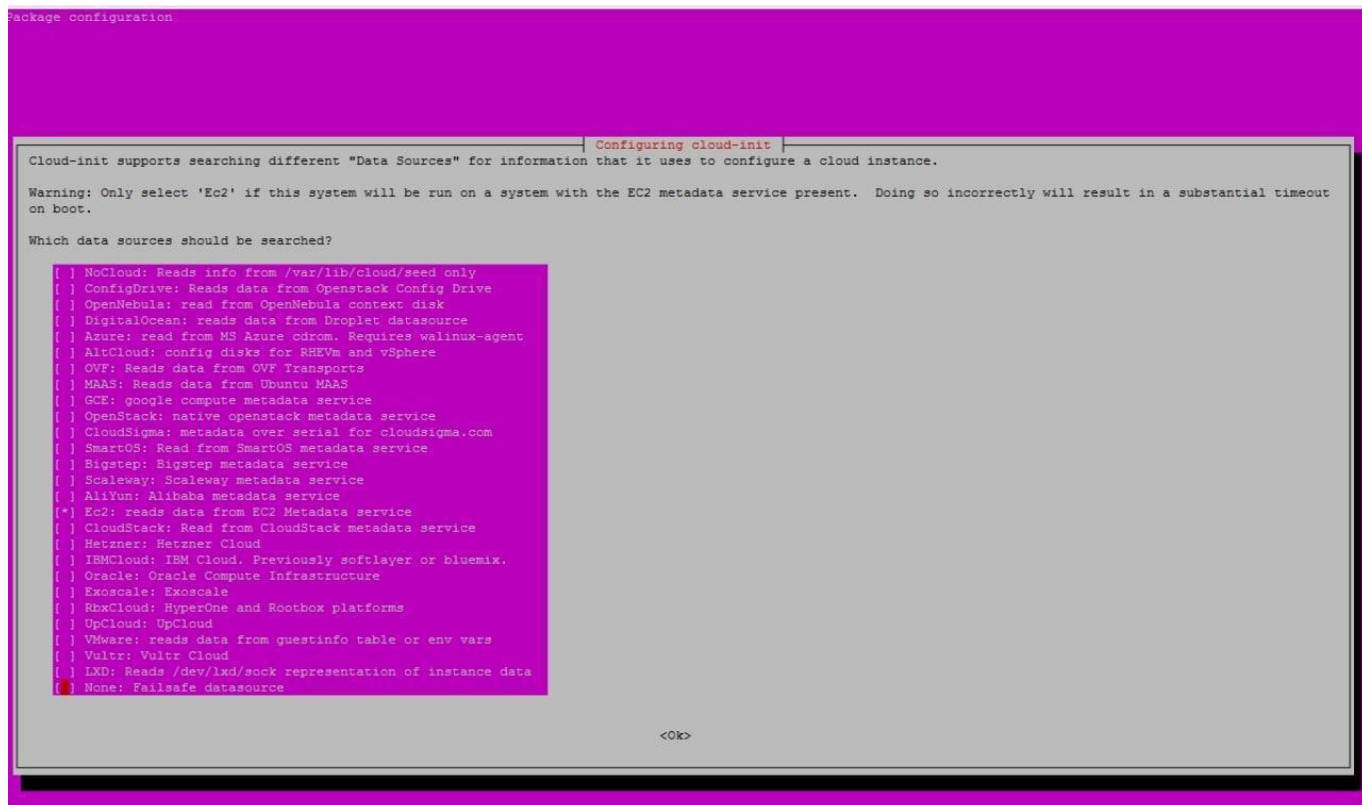 Package configuration
Configuring cloud-init
Cloud-init supports searching different "Data Sources" for information that it uses to configure a cloud instance.
Warning: Only select 'Ec2' if this system will be run on a system with the EC2 metadata service present.  Doing so incorrectly will result in a substantial timeout
on boot.
Which data sources should be searched?
[ ] NoCloud: Reads info from /var/lib/cloud/seed only
[ ] ConfigDrive: Reads data from Openstack Config Drive
[ ] OpenNebula: read from OpenNebula context disk
[ ] DigitalOcean: reads data from Droplet datasource
[ ] Azure: read from MS Azure cdrom. Requires walinux-agent
[ ] AltCloud: config disks for RHEVm and vSphere
[ ] OVF: Reads data from OVF Transports
[ ] MAAS: Reads data from Ubuntu MAAS
[ ] GCE: google compute metadata service
[ ] OpenStack: native openstack metadata service
[ ] CloudSigma: metadata over serial for cloudsigma.com
[ ] SmartOS: Read from SmartOS metadata service
[ ] Bigstep: Bigstep metadata service
[ ] Scaleway: Scaleway metadata service
[ ] AliYun: Alibaba metadata service
[*] Ec2: reads data from EC2 Metadata service
[ ] CloudStack: Read from CloudStack metadata service
[ ] Hetzner: Hetzner Cloud
[ ] IBMCloud: IBM Cloud. Previously softlayer or bluemix.
[ ] Oracle: Oracle Compute Infrastructure
[ ] Exoscale: Exoscale
[ ] RbxCloud: HyperOne and Rootbox platforms
[ ] UpCloud: UpCloud
[ ] VMware: reads data from guestinfo table or env vars
[ ] Vultr: Vultr Cloud
[ ] LXD: Reads /dev/lxd/sock representation of instance data
[ ] None: Failsafe datasource
<Ok>